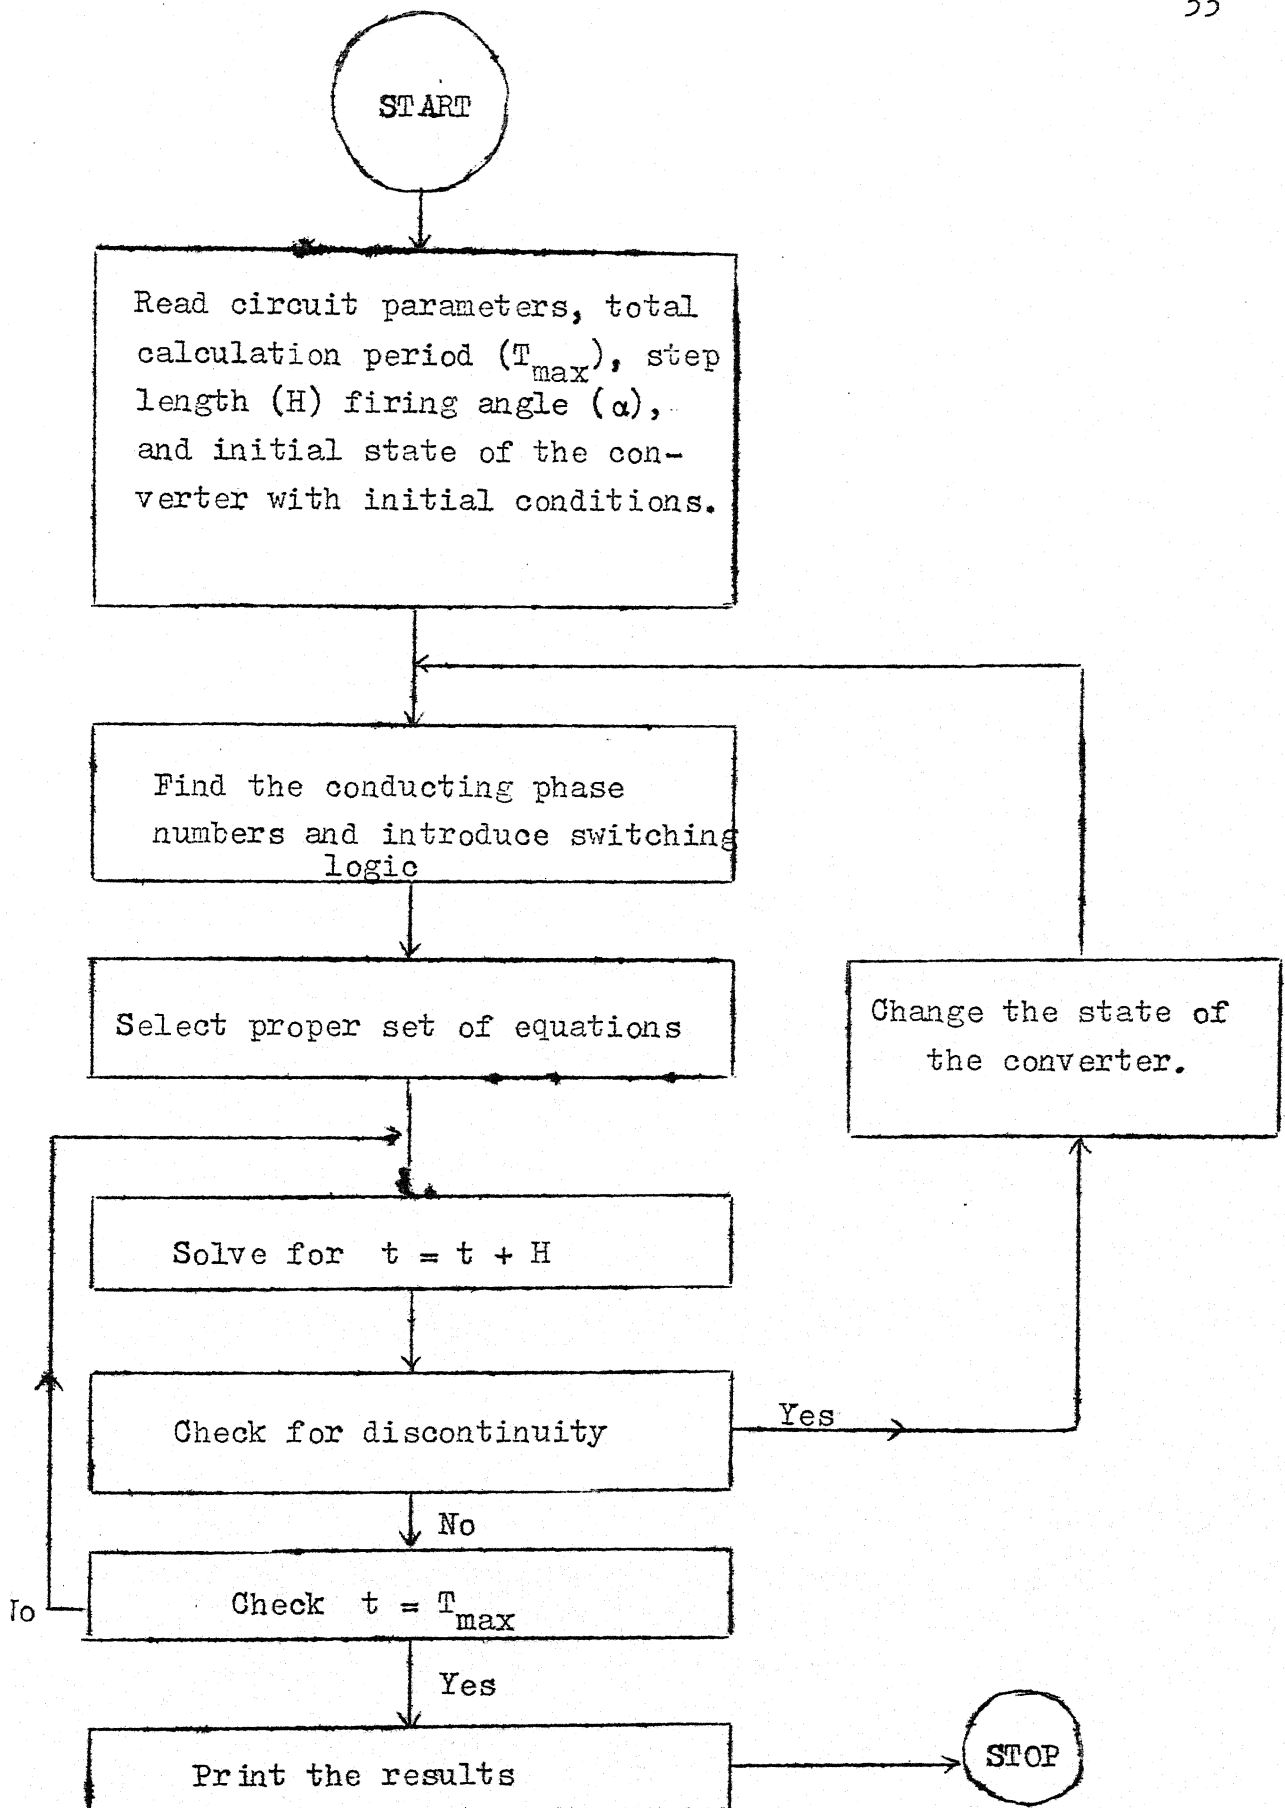 START
Read circuit parameters, total
calculation period (Tmax), step
length (H) firing angle (α),
and initial state of the con-
verter with initial conditions.
Find the conducting phase
numbers and introduce switching
logic
Select proper set of equations
Change the state of
the converter.
Solve for t = t + H
Check for discontinuity
Yes
No
Check t = Tmax
Yes
Print the results
STOP